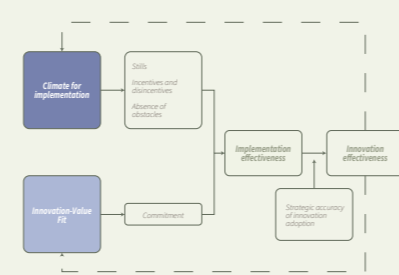 Climate for
implementation
Stills
Incentives and
disincentives
Absence of
obstacles
Implementation
effectiveness
Innovation
effectiveness
Innovation-Value
Fit
Commitment
Strategic accuracy
of innovation
adoption